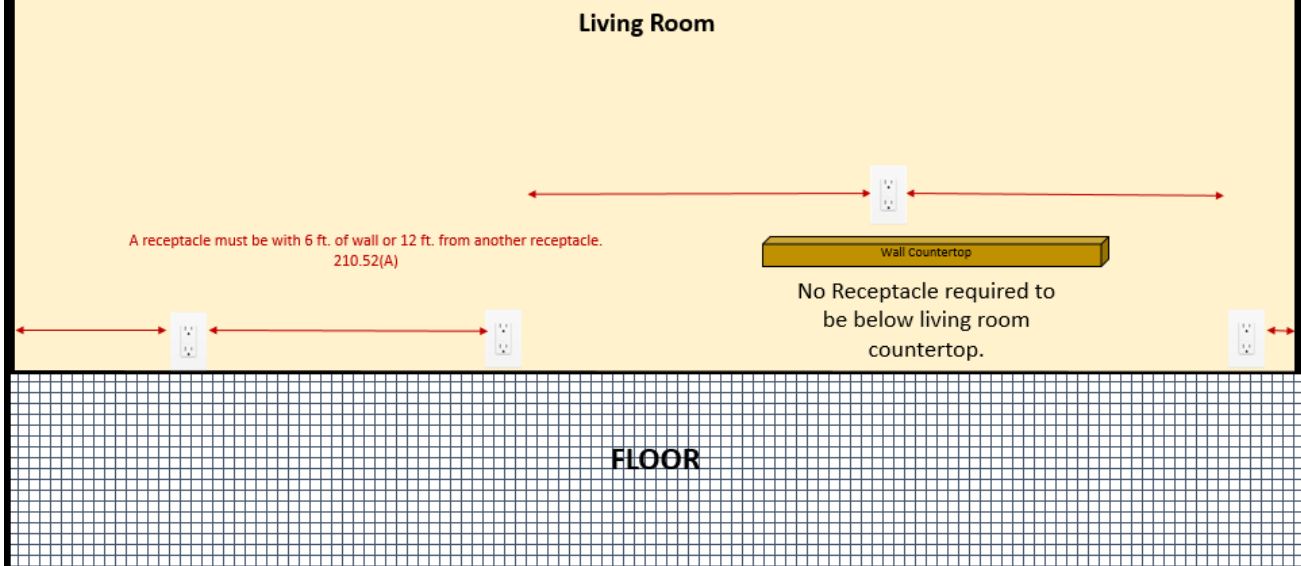 Living Room
A receptacle must be with 6 ft. of wall or 12 ft. from another receptacle.
210.52(A)
Wall Countertop
No Receptacle required to
be below living room
countertop.
FLOOR